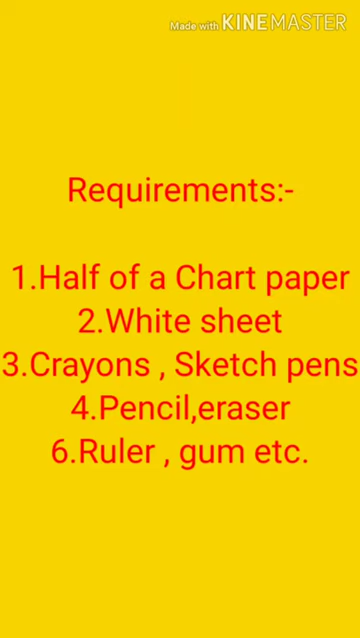 Made with KINEMASTER
Requirements:-
1.Half of a Chart paper
2.White sheet
3.Crayons , Sketch pens
4.Pencil,eraser
6.Ruler , gum etc.